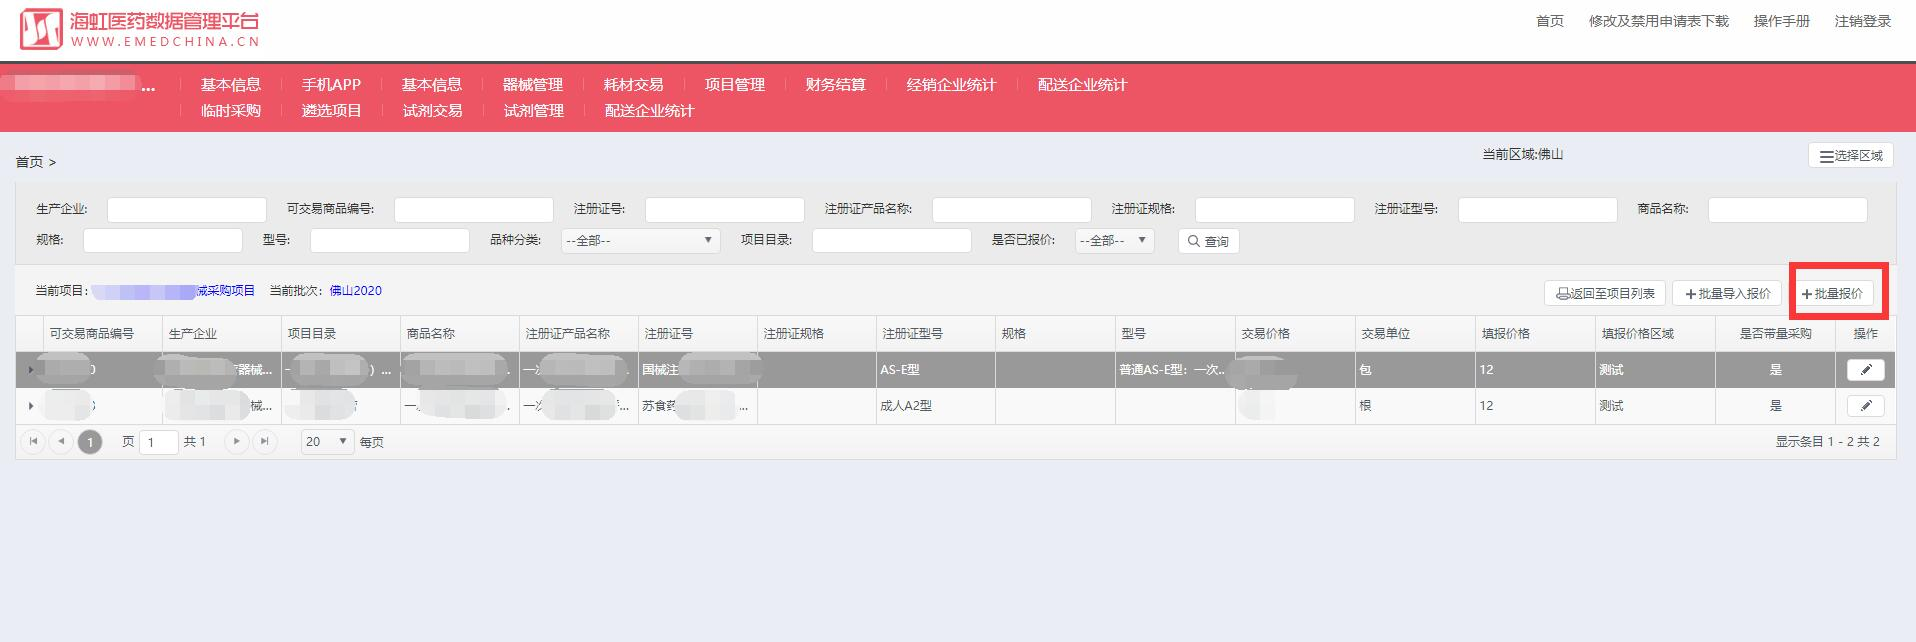 海虹医药数据管理平台
WWW.EMEDCHINA.CN
首页 修改及禁用申请表下载 操作手册 注销登录
... 基本信息 手机APP 基本信息 器械管理 耗材交易 项目管理 财务结算 经销企业统计 配送企业统计
临时采购 遴选项目 试剂交易 试剂管理 配送企业统计
首页 >
当前区域:佛山
选择区域
生产企业: 可交易商品编号: 注册证号: 注册证产品名称: 注册证规格: 注册证型号: 商品名称:
规格: 型号: 品种分类: --全部-- 项目目录: 是否已报价: --全部-- 查询
当前项目: 械采购项目 当前批次: 佛山2020
返回至项目列表 +批量导入报价 +批量报价
可交易商品编号 生产企业 项目目录 商品名称 注册证产品名称 注册证号 注册证规格 注册证型号 规格 型号 交易价格 交易单位 填报价格 填报价格区域 是否带量采购 操作
0 器械... ) ... 一次 国械注 AS-E型 普通AS-E型：一次... 包 12 测试 是
械... 一次 ... 苏食药 ... 成人A2型 根 12 测试 是
1 页 1 共 1 20 每页
显示条目 1 - 2 共 2